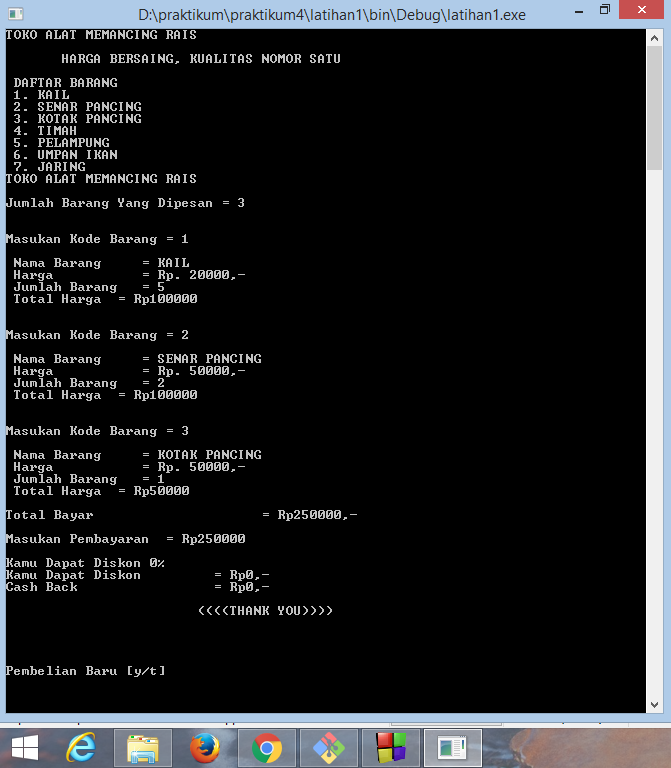 D:\praktikum\praktikum4\latihan1\bin\Debug\latihan1.exe
TOKO ALAT MEMANCING RAIS
HARGA BERSAING, KUALITAS NOMOR SATU
DAFTAR BARANG
1. KAIL
2. SENAR PANCING
3. KOTAK PANCING
4. TIMAH
5. PELAMPUNG
6. UMPAN IKAN
7. JARING
TOKO ALAT MEMANCING RAIS
Jumlah Barang Yang Dipesan = 3
Masukan Kode Barang = 1
Nama Barang = KAIL
Harga = Rp. 20000,-
Jumlah Barang = 5
Total Harga = Rp100000
Masukan Kode Barang = 2
Nama Barang = SENAR PANCING
Harga = Rp. 50000,-
Jumlah Barang = 2
Total Harga = Rp100000
Masukan Kode Barang = 3
Nama Barang = KOTAK PANCING
Harga = Rp. 50000,-
Jumlah Barang = 1
Total Harga = Rp50000
Total Bayar = Rp250000,-
Masukan Pembayaran = Rp250000
Kamu Dapat Diskon 0%
Kamu Dapat Diskon = Rp0,-
Cash Back = Rp0,-
<<<<THANK YOU>>>>
Pembelian Baru [y/t]